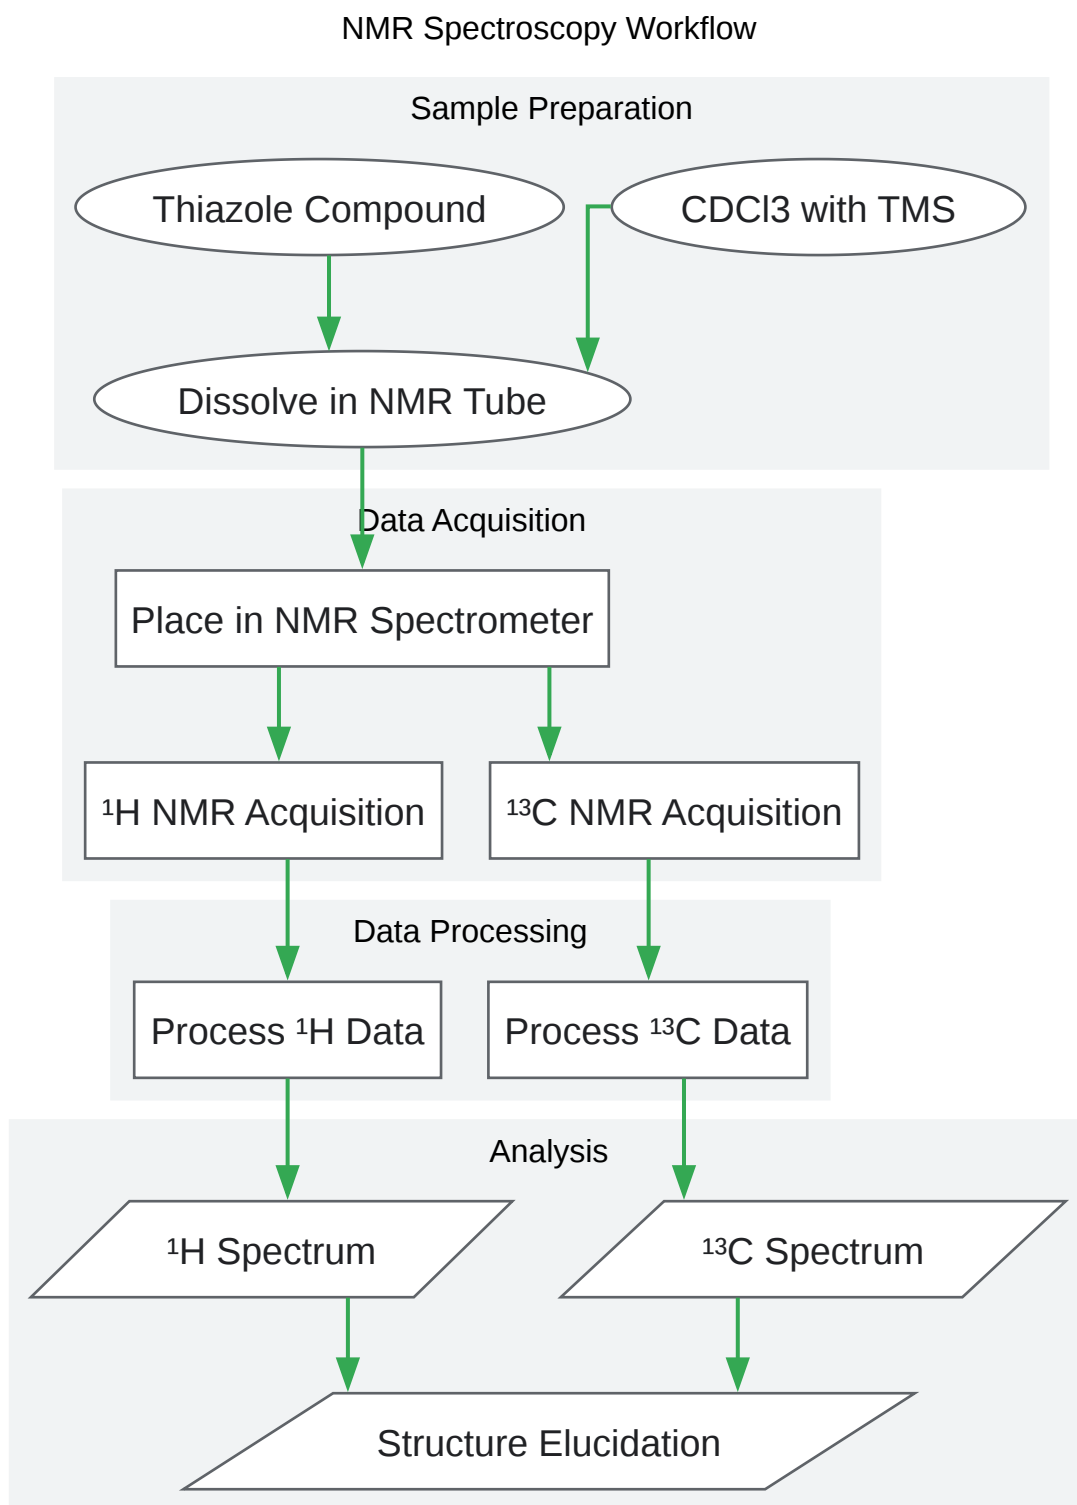 NMR Spectroscopy Workflow
Sample Preparation
Thiazole Compound
CDCl3 with TMS
Dissolve in NMR Tube
Data Acquisition
Place in NMR Spectrometer
¹H NMR Acquisition
¹³C NMR Acquisition
Data Processing
Process ¹H Data
Process ¹³C Data
Analysis
¹H Spectrum
¹³C Spectrum
Structure Elucidation